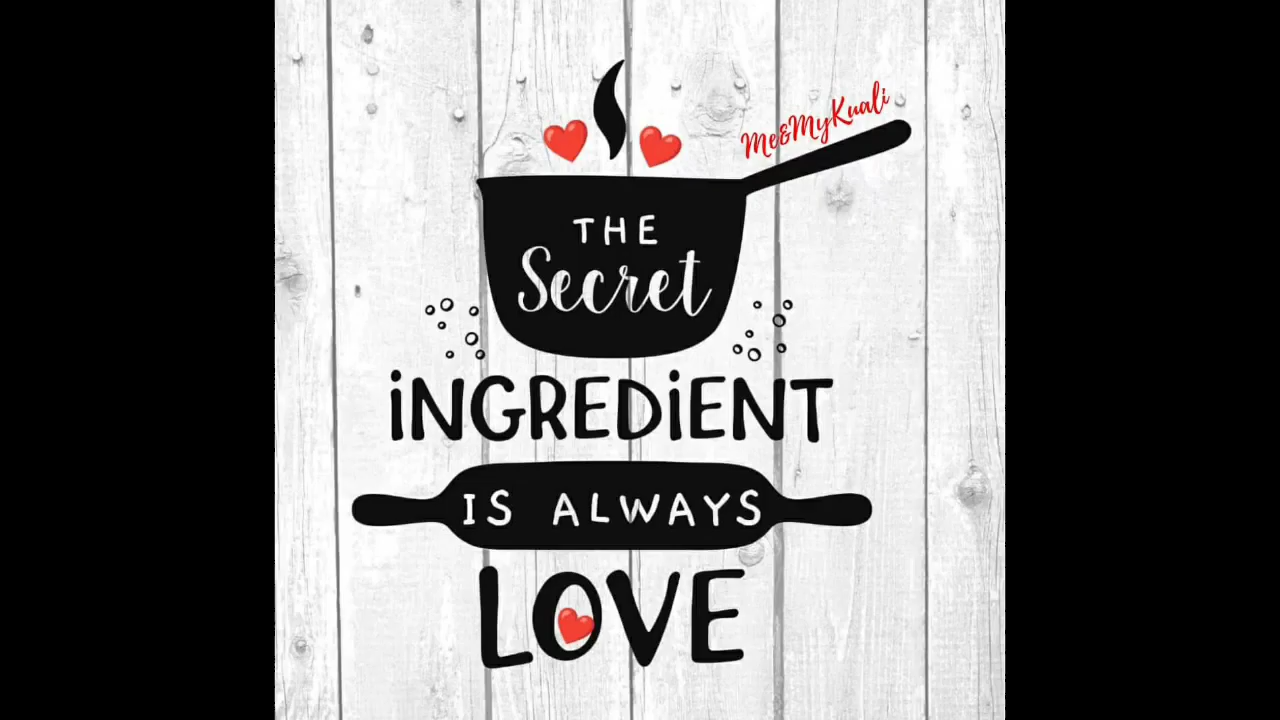 Me&MyKuali
THE
Secret
iNGREDiENT
IS ALWAYS
LOVE